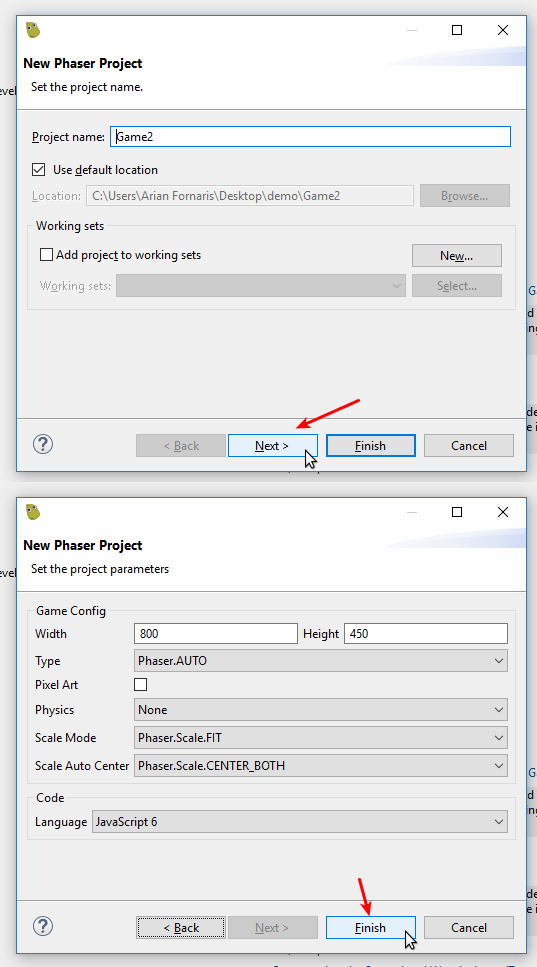 New Phaser Project
Set the project name.
Project name: Game2
Use default location
Location: C:\Users\Arian Fornaris\Desktop\demo\Game2 Browse...
Working sets
Add project to working sets New...
Working sets: Select...
? < Back Next > Finish Cancel
New Phaser Project
Set the project parameters
Game Config
Width 800 Height 450
Type Phaser.AUTO
Pixel Art
Physics None
Scale Mode Phaser.Scale.FIT
Scale Auto Center Phaser.Scale.CENTER_BOTH
Code
Language JavaScript 6
? < Back Next > Finish Cancel